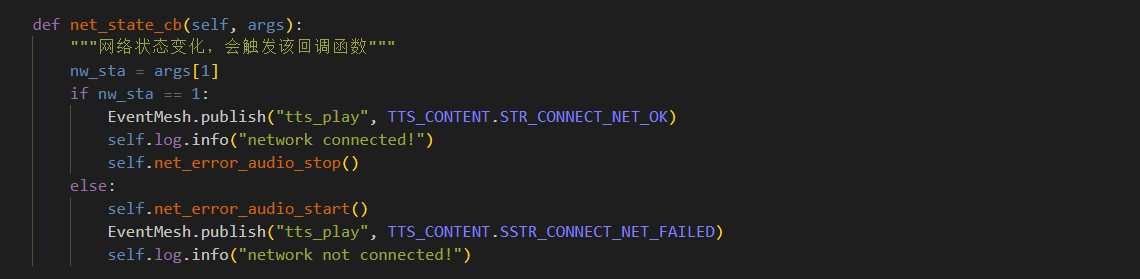 def net_state_cb(self, args):
"""网络状态变化，会触发该回调函数"""
nw_sta = args[1]
if nw_sta == 1:
EventMesh.publish("tts_play", TTS_CONTENT.STR_CONNECT_NET_OK)
self.log.info("network connected!")
self.net_error_audio_stop()
else:
self.net_error_audio_start()
EventMesh.publish("tts_play", TTS_CONTENT.SSTR_CONNECT_NET_FAILED)
self.log.info("network not connected!")